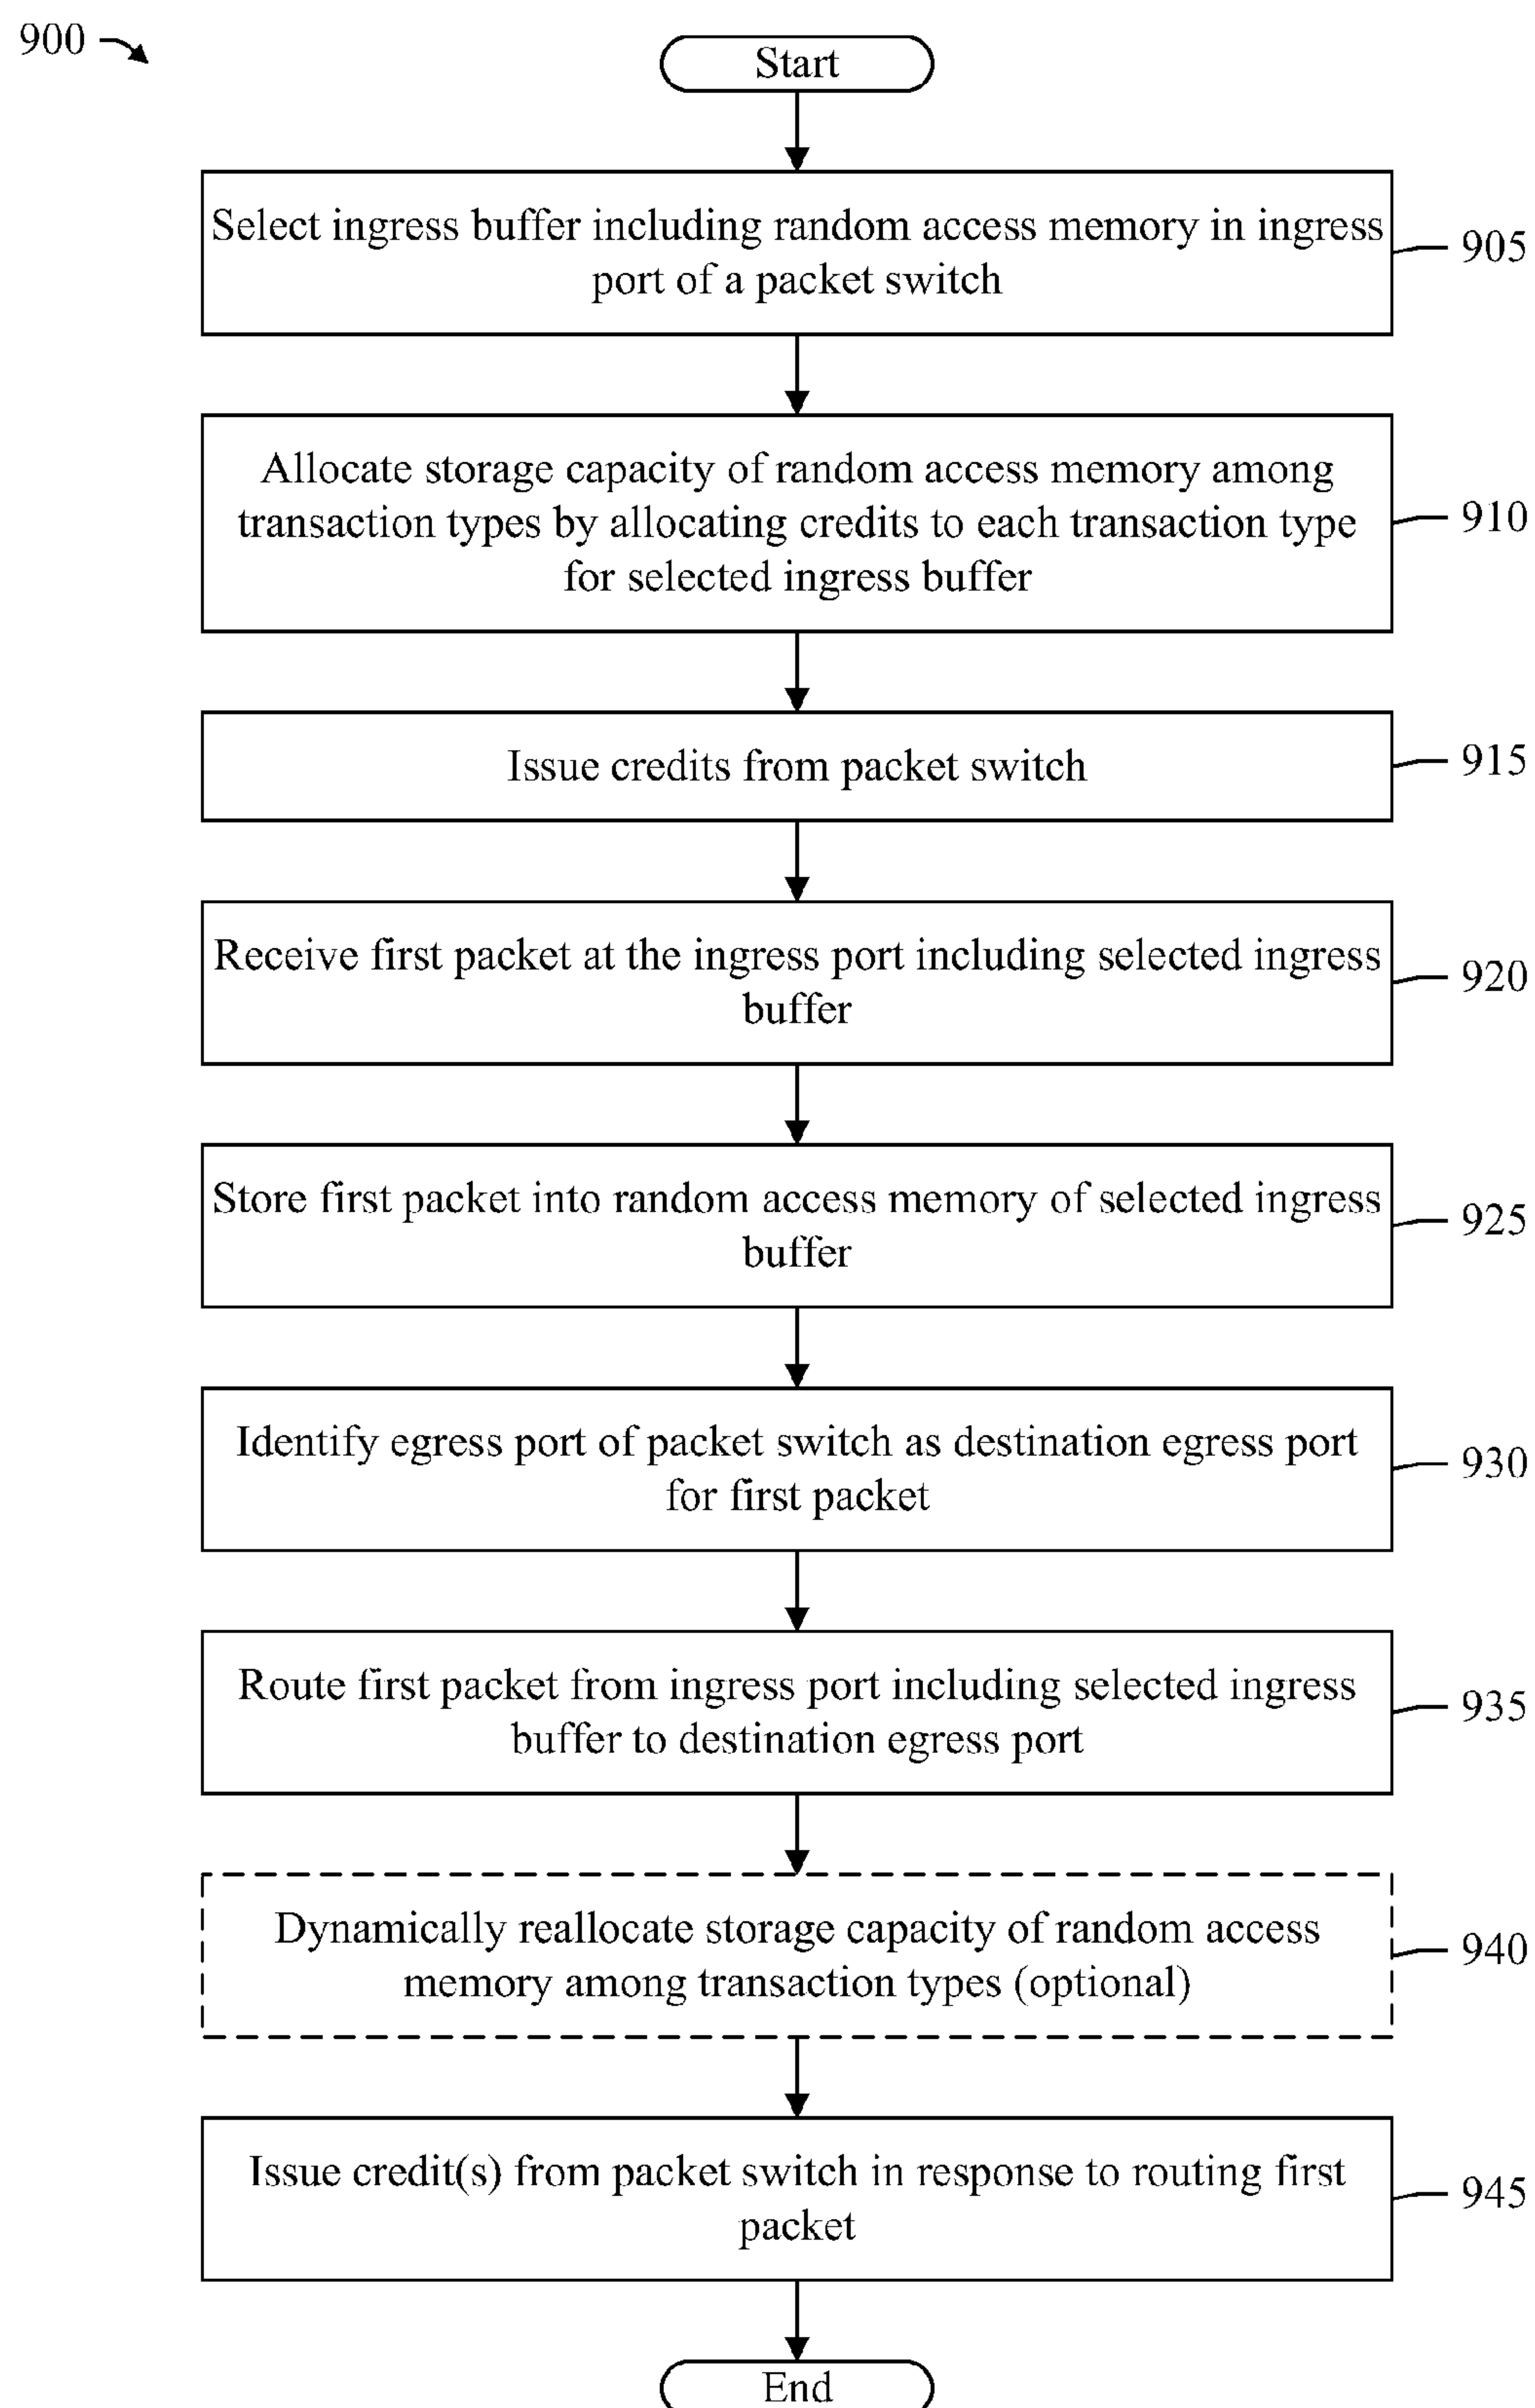 900
Start
Select ingress buffer including random access memory in ingress
port of a packet switch
905
Allocate storage capacity of random access memory among
transaction types by allocating credits to each transaction type
for selected ingress buffer
910
Issue credits from packet switch
915
Receive first packet at the ingress port including selected ingress
buffer
920
Store first packet into random access memory of selected ingress
buffer
925
Identify egress port of packet switch as destination egress port
for first packet
930
Route first packet from ingress port including selected ingress
buffer to destination egress port
935
Dynamically reallocate storage capacity of random access
memory among transaction types (optional)
940
Issue credit(s) from packet switch in response to routing first
packet
945
End